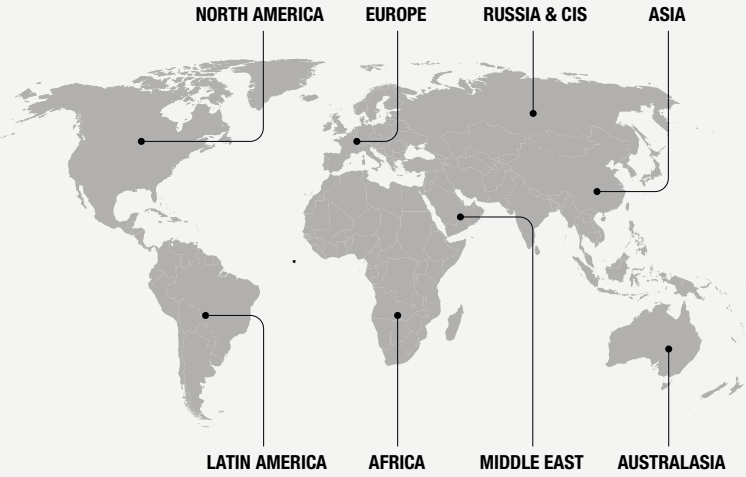 NORTH AMERICA
EUROPE
RUSSIA & CIS
ASIA
LATIN AMERICA
AFRICA
MIDDLE EAST
AUSTRALASIA